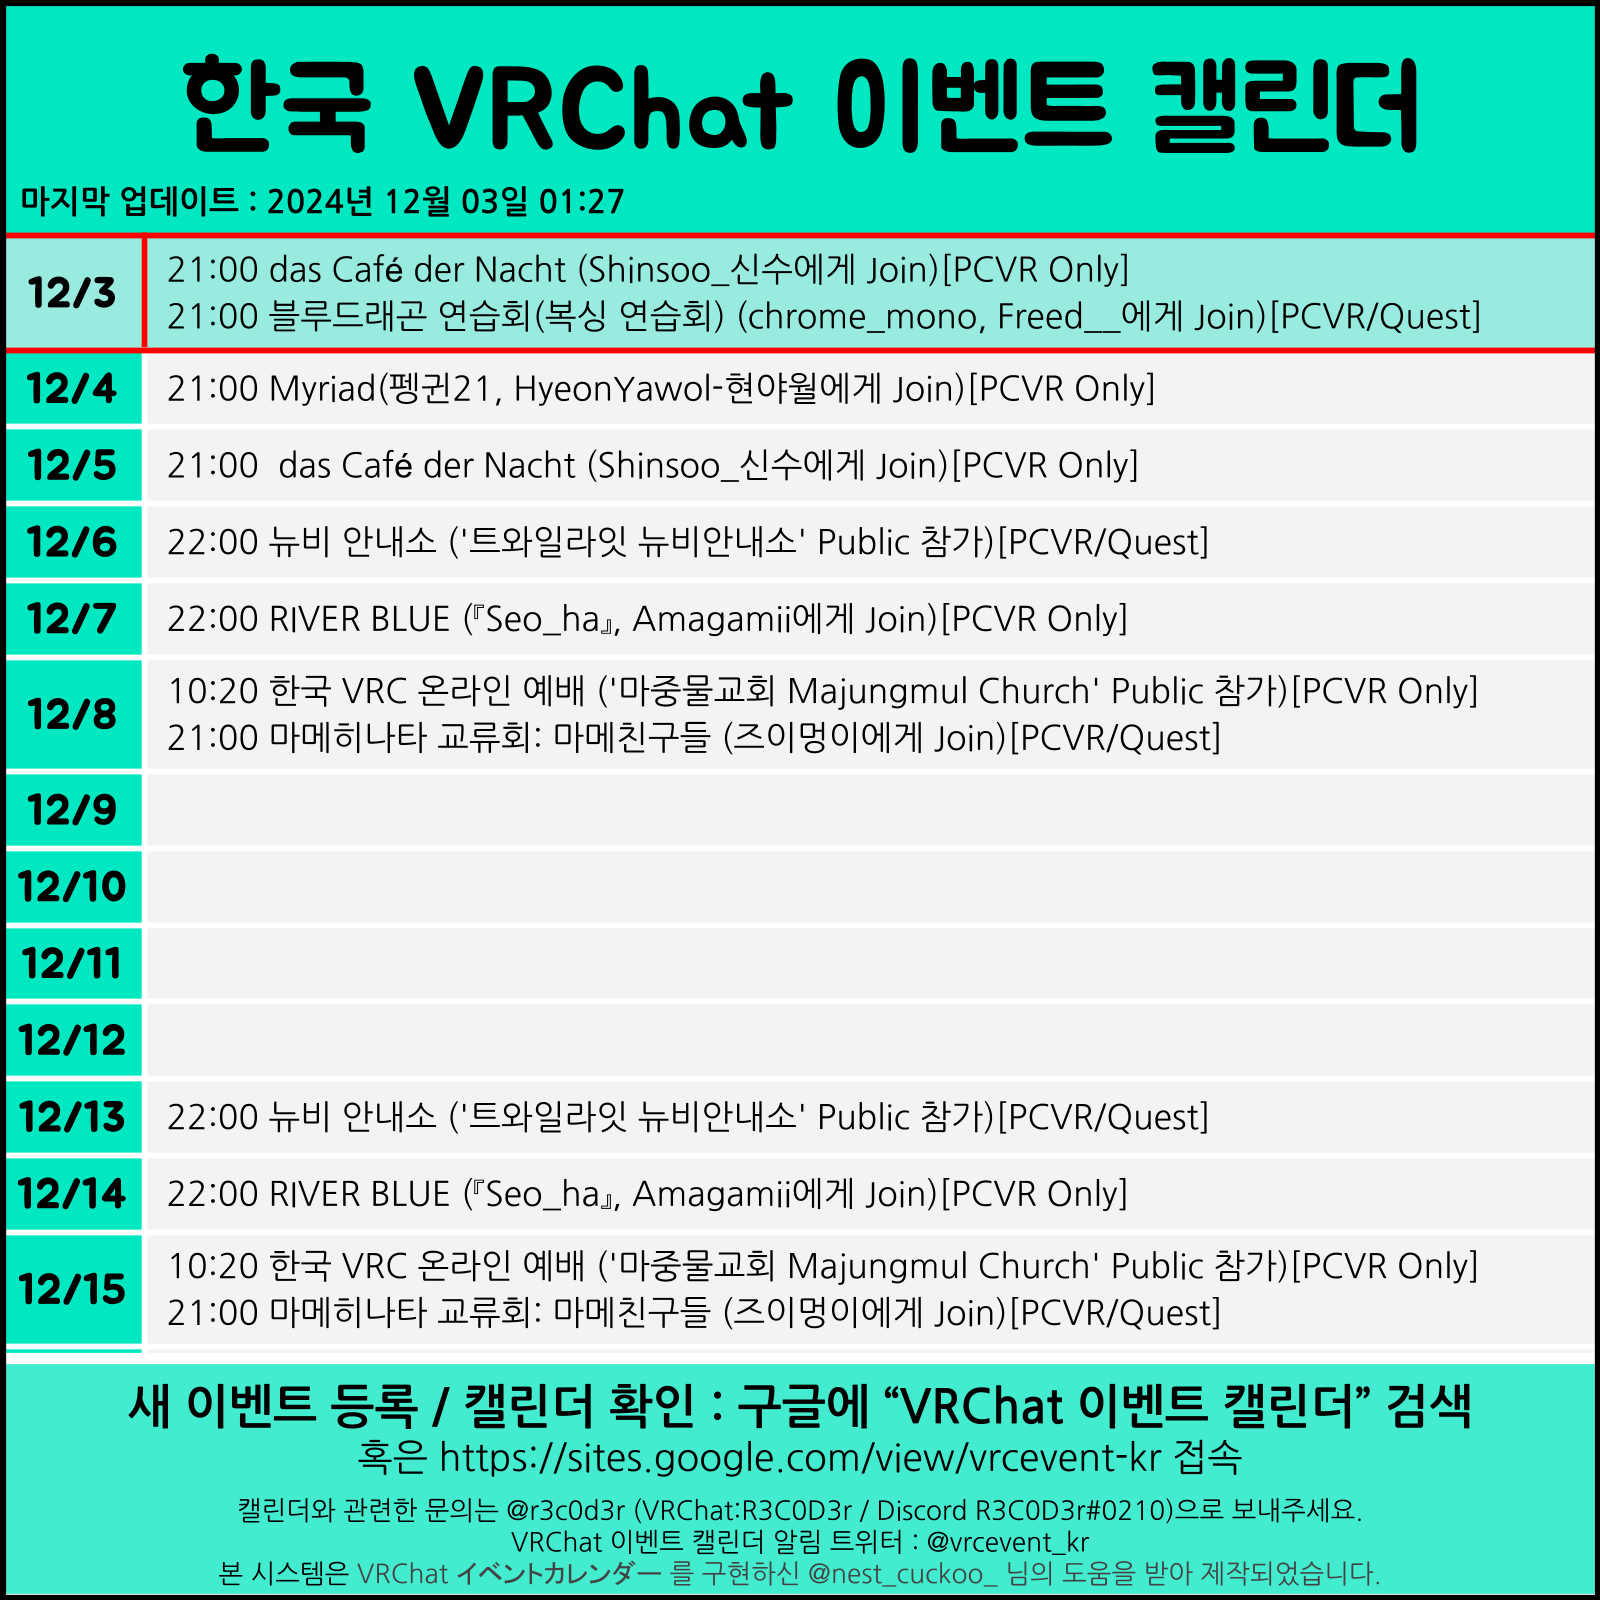 한국 VRChat 이벤트 캘린더
마지막 업데이트 : 2024년 12월 03일 01:27
12/3
21:00 das Café der Nacht (Shinsoo_신수에게 Join)[PCVR Only]
21:00 블루드래곤 연습회(복싱 연습회) (chrome_mono, Freed__에게 Join)[PCVR/Quest]
12/4
21:00 Myriad(펭귄21, HyeonYawol-현야월에게 Join)[PCVR Only]
12/5
21:00  das Café der Nacht (Shinsoo_신수에게 Join)[PCVR Only]
12/6
22:00 뉴비 안내소 ('트와일라잇 뉴비안내소' Public 참가)[PCVR/Quest]
12/7
22:00 RIVER BLUE (『Seo_ha』, Amagamii에게 Join)[PCVR Only]
12/8
10:20 한국 VRC 온라인 예배 ('마중물교회 Majungmul Church' Public 참가)[PCVR Only]
21:00 마메히나타 교류회: 마메친구들 (즈이멍이에게 Join)[PCVR/Quest]
12/9
12/10
12/11
12/12
12/13
22:00 뉴비 안내소 ('트와일라잇 뉴비안내소' Public 참가)[PCVR/Quest]
12/14
22:00 RIVER BLUE (『Seo_ha』, Amagamii에게 Join)[PCVR Only]
12/15
10:20 한국 VRC 온라인 예배 ('마중물교회 Majungmul Church' Public 참가)[PCVR Only]
21:00 마메히나타 교류회: 마메친구들 (즈이멍이에게 Join)[PCVR/Quest]
새 이벤트 등록 / 캘린더 확인 : 구글에 “VRChat 이벤트 캘린더” 검색
혹은 https://sites.google.com/view/vrcevent-kr 접속
캘린더와 관련한 문의는 @r3c0d3r (VRChat:R3C0D3r / Discord R3C0D3r#0210)으로 보내주세요.
VRChat 이벤트 캘린더 알림 트위터 : @vrcevent_kr
본 시스템은 VRChat イベントカレンダー 를 구현하신 @nest_cuckoo_ 님의 도움을 받아 제작되었습니다.